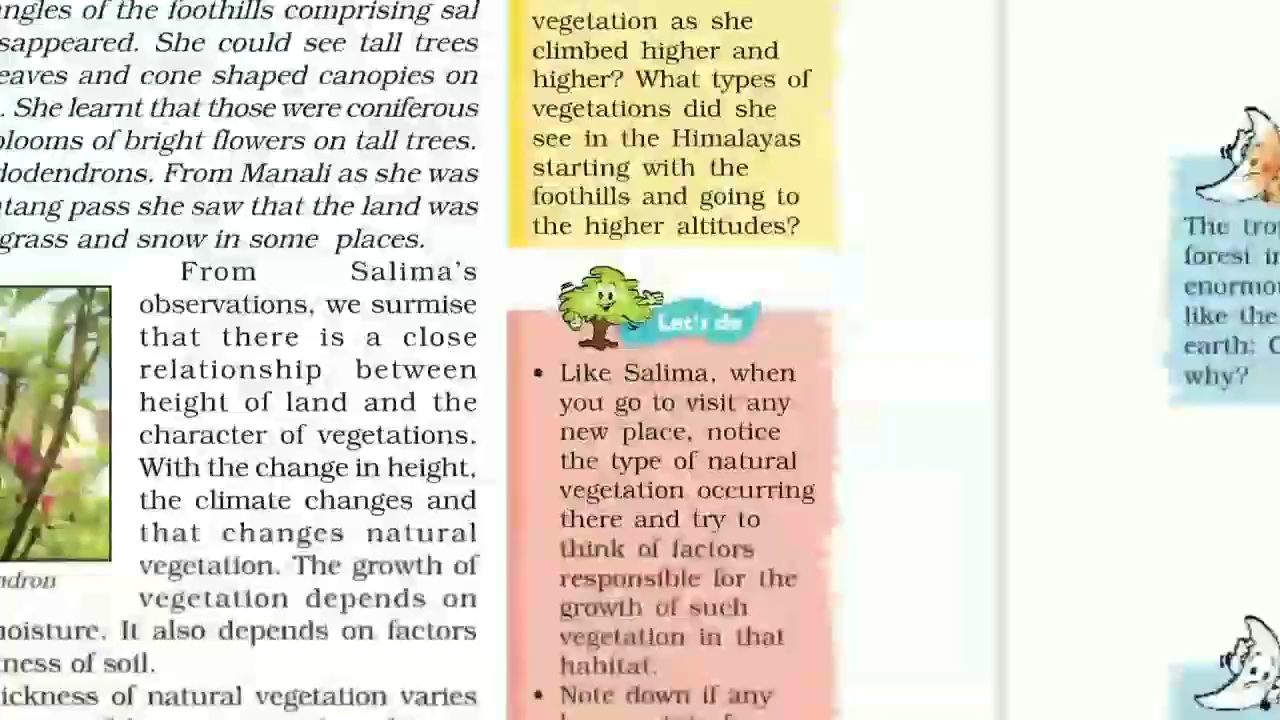 ngles of the foothills comprising sal
sappeared. She could see tall trees
eaves and cone shaped canopies on
. She learnt that those were coniferous
blooms of bright flowers on tall trees.
dodendrons. From Manali as she was
tang pass she saw that the land was
grass and snow in some places.
From Salima's
observations, we surmise
that there is a close
relationship between
height of land and the
character of vegetations.
With the change in height,
the climate changes and
that changes natural
vegetation. The growth of
vegetation depends on
moisture. It also depends on factors
ness of soil.
ickness of natural vegetation varies
ndron
vegetation as she
climbed higher and
higher? What types of
vegetations did she
see in the Himalayas
starting with the
foothills and going to
the higher altitudes?
Let's do
• Like Salima, when
you go to visit any
new place, notice
the type of natural
vegetation occurring
there and try to
think of factors
responsible for the
growth of such
vegetation in that
habitat.
• Note down if any
The tro
forest i
enormo
like the
earth: C
why?